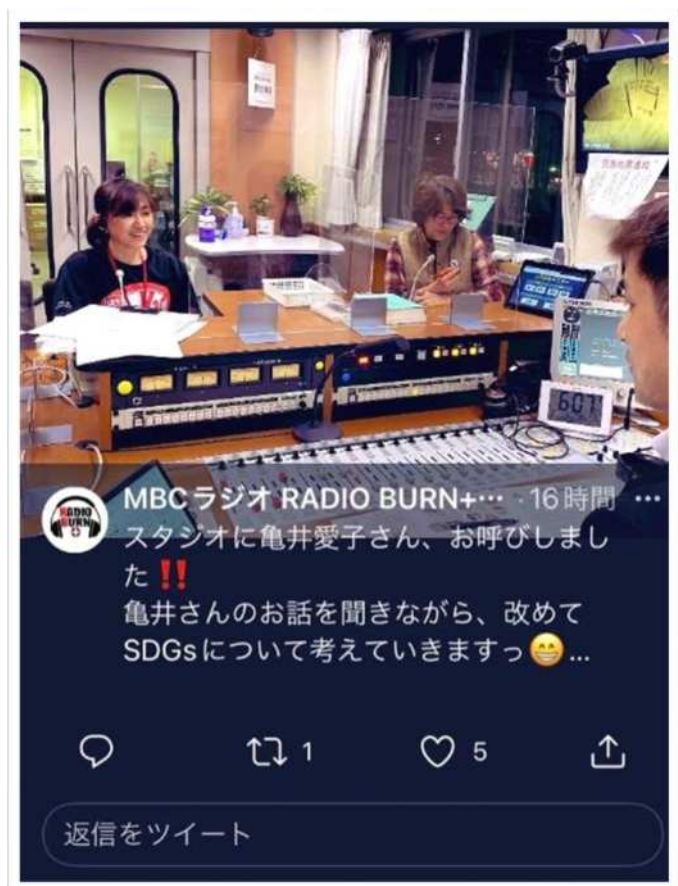 607
RADIO
BURN
+
MBCラジオ RADIO BURN+… ·16時間 …
スタジオに亀井愛子さん、お呼びしまし
た‼️
亀井さんのお話を聞きながら、改めて
SDGsについて考えていきますっ😁...
1
5
返信をツイート